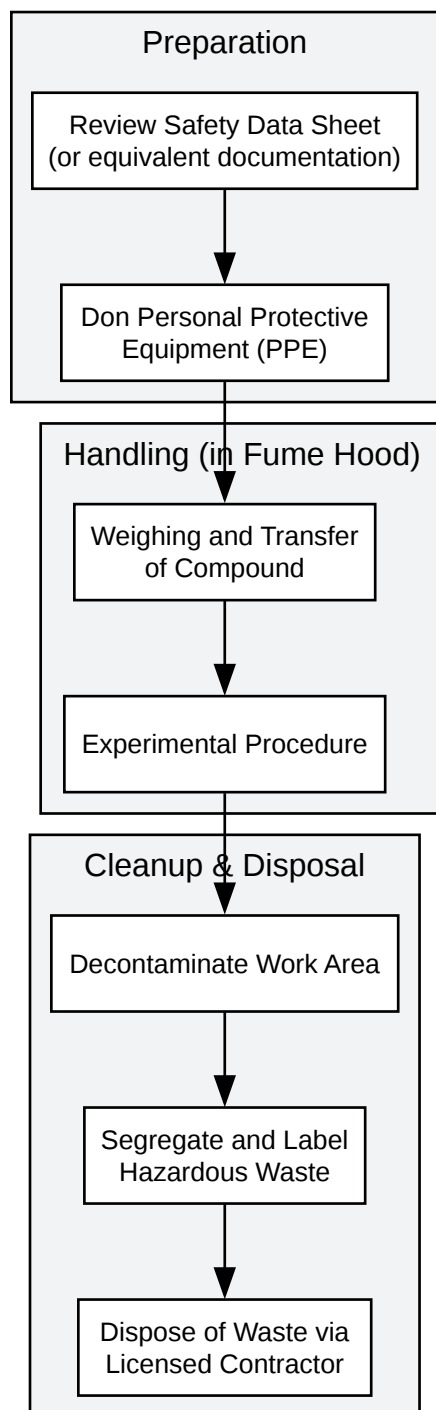 Preparation
Review Safety Data Sheet
(or equivalent documentation)
Don Personal Protective
Equipment (PPE)
Handling (in Fume Hood)
Weighing and Transfer
of Compound
Experimental Procedure
Cleanup & Disposal
Decontaminate Work Area
Segregate and Label
Hazardous Waste
Dispose of Waste via
Licensed Contractor